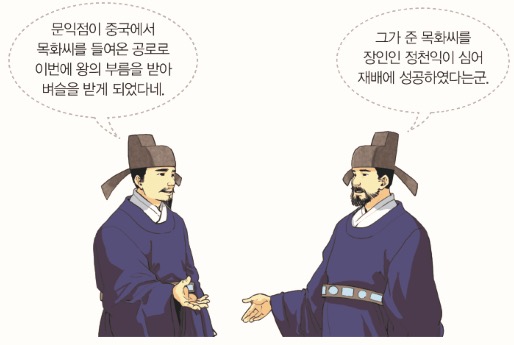 문익점이 중국에서
목화씨를 들여온 공로로
이번에 왕의 부름을 받아
벼슬을 받게 되었다네.
그가 준 목화씨를
장인인 정천익이 심어
재배에 성공하였다는군.